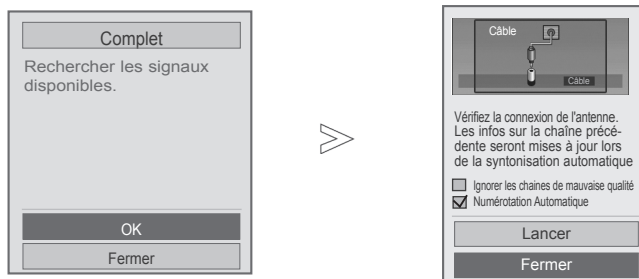 Complet
Rechercher les signaux
disponibles.
OK
Fermer
Câble
Câble
Vérifiez la connexion de l'antenne.
Les infos sur la chaîne précé-
dente seront mises à jour lors
de la syntonisation automatique
Ignorer les chaines de mauvaise qualité
Numérotation Automatique
Lancer
Fermer